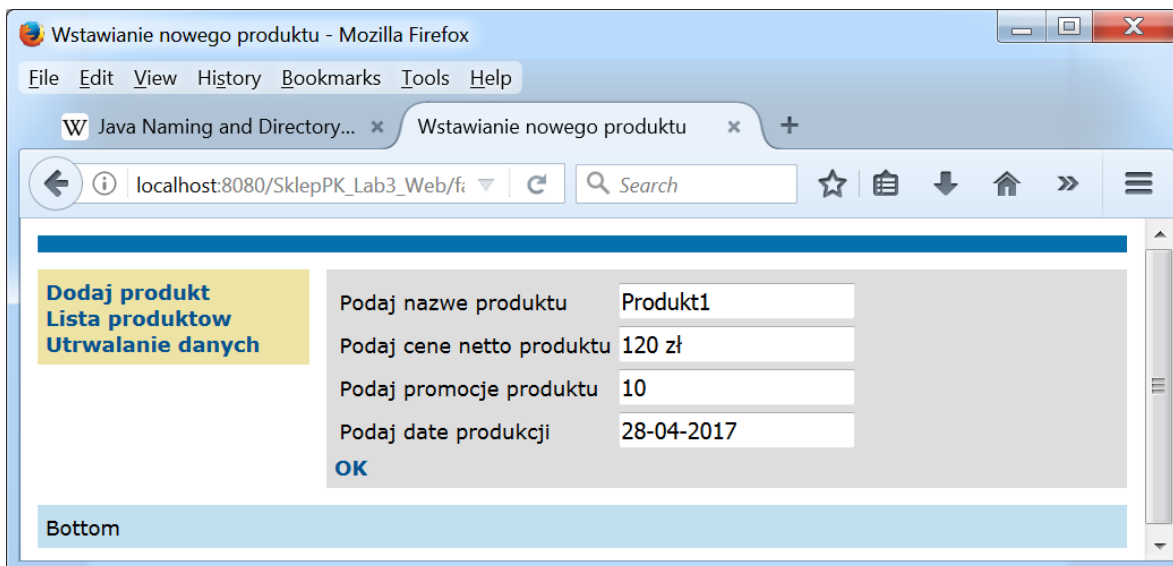 Wstawianie nowego produktu - Mozilla Firefox
File Edit View History Bookmarks Tools Help
W Java Naming and Directory... × Wstawianie nowego produktu × +
localhost:8080/SklepPK_Lab3_Web/fa Search
Dodaj produkt
Lista produktow
Utrwalanie danych
Podaj nazwe produktu Produkt1
Podaj cene netto produktu 120 zł
Podaj promocje produktu 10
Podaj date produkcji 28-04-2017
OK
Bottom